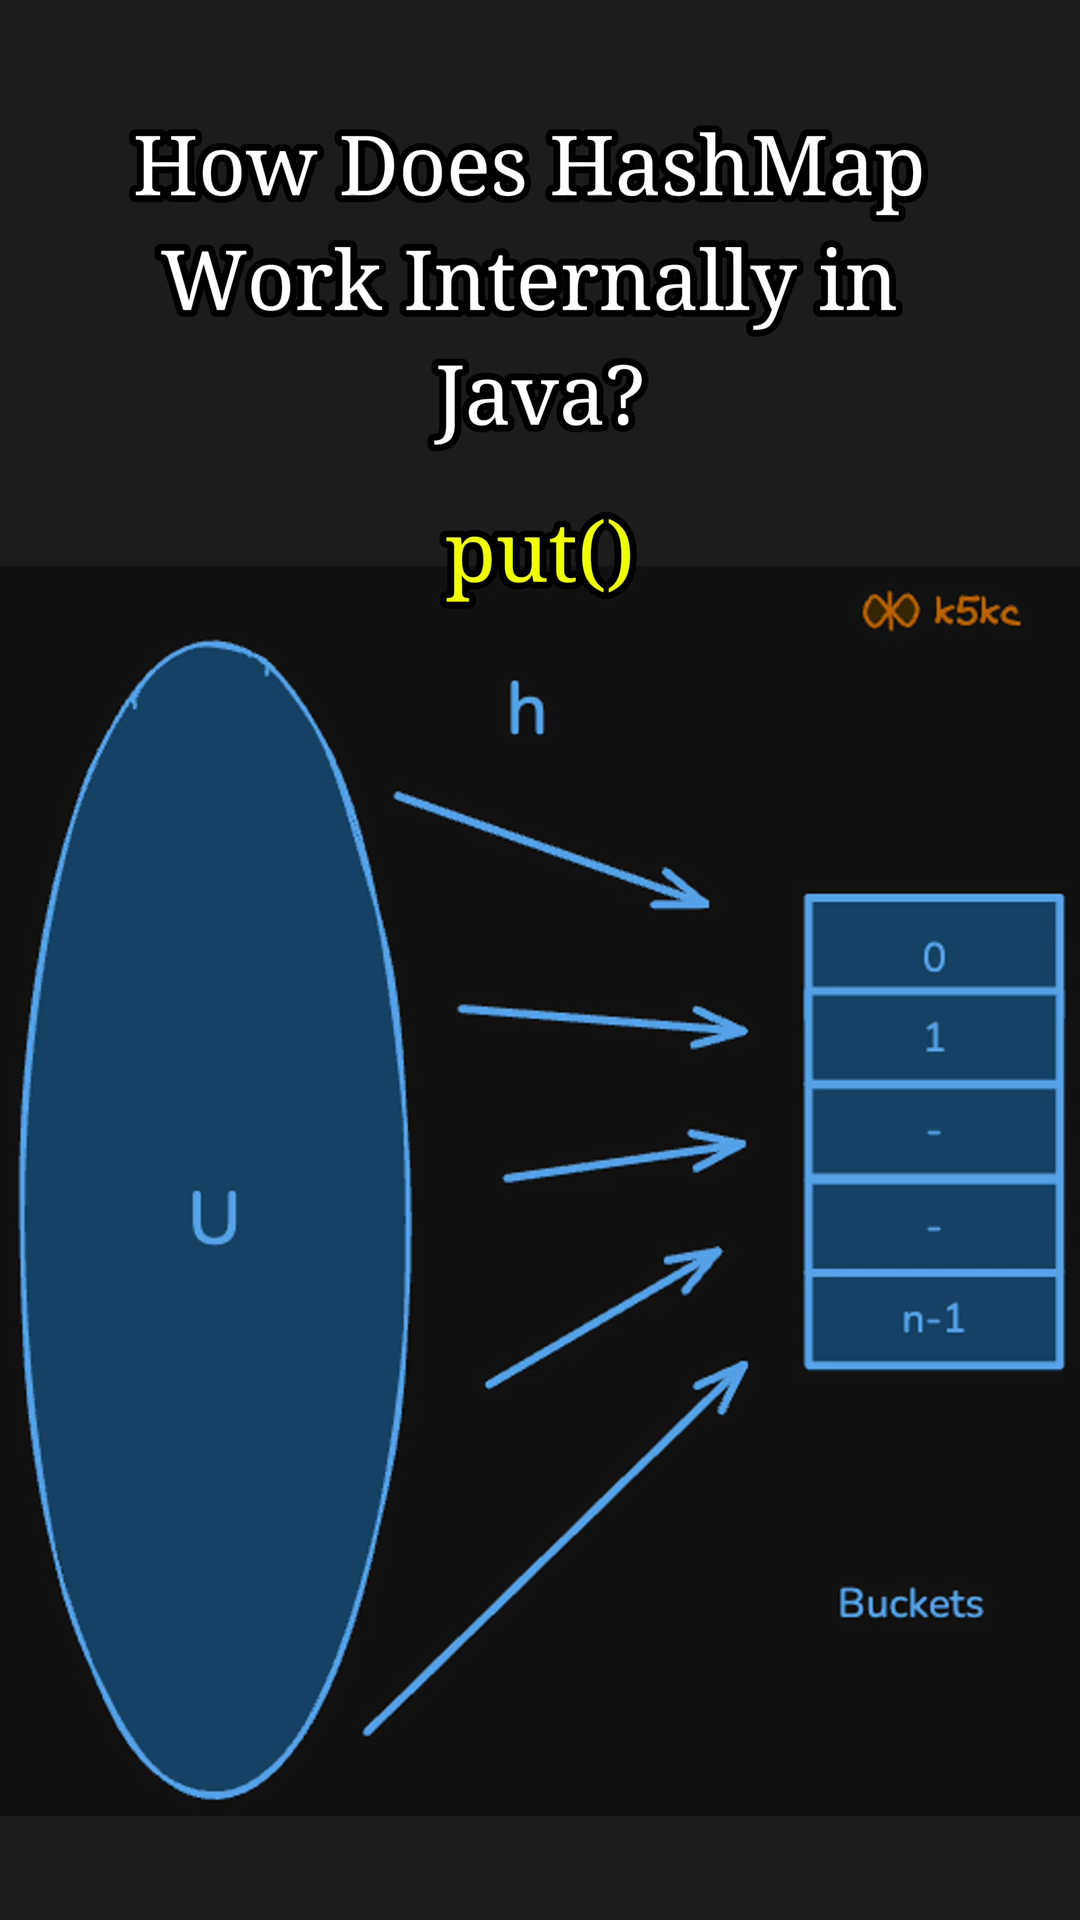 How Does HashMap
Work Internally in
Java?
put()
k5kc
h
0
1
-
-
n-1
U
Buckets